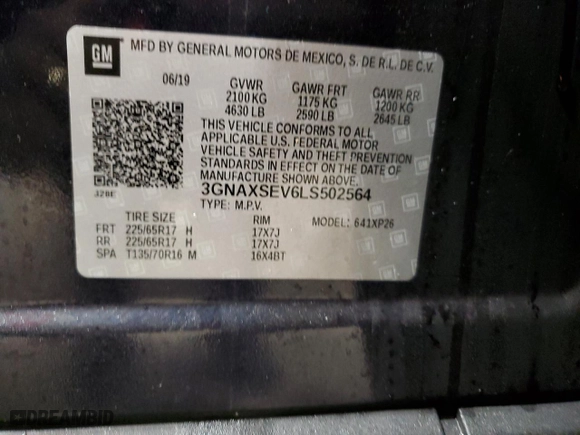 GM
MFD BY GENERAL MOTORS DE MEXICO, S. DE R.L. DE C.V.
06/19 GVWR GAWR FRT GAWR RR
2100 KG 1175 KG 1200 KG
4630 LB 2590 LB 2645 LB
THIS VEHICLE CONFORMS TO ALL
APPLICABLE U.S. FEDERAL MOTOR
VEHICLE SAFETY AND THEFT PREVENTION
STANDARDS IN EFFECT ON THE DATE OF
MANUFACTURE SHOWN ABOVE.
328E
3GNAXSEV6LS502564
TYPE: M.P.V.
TIRE SIZE RIM MODEL: 641XP26
FRT 225/65R17 H 17X7J
RR 225/65R17 H 17X7J
SPA T135/70R16 M 16X4BT
DREAMBID